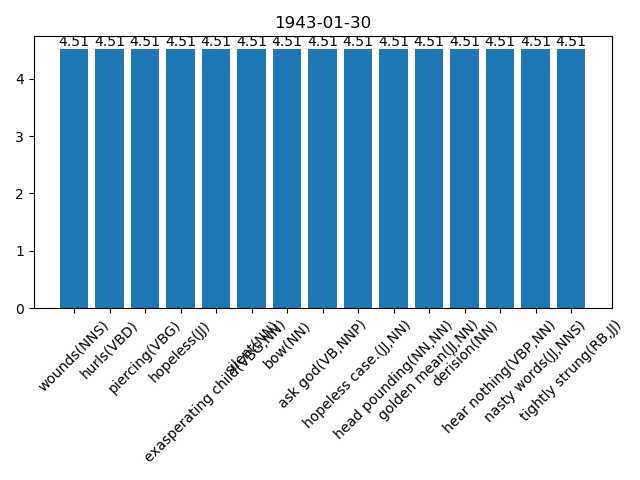 1943-01-30
4.51 4.51 4.51 4.51 4.51 4.51 4.51 4.51 4.51 4.51 4.51 4.51 4.51 4.51 4.51
4
3
2
1
0
wounds(NNS)
hurls(VBD)
piercing(VBG)
hopeless(JJ)
exasperating child(VBG,NN)
silent(NN)
bow(NN)
ask god(VB,NNP)
hopeless case.(JJ,NN)
head pounding(NN,NN)
golden mean(JJ,NN)
derision(NN)
hear nothing(VBP,NN)
nasty words(JJ,NNS)
tightly strung(RB,JJ)